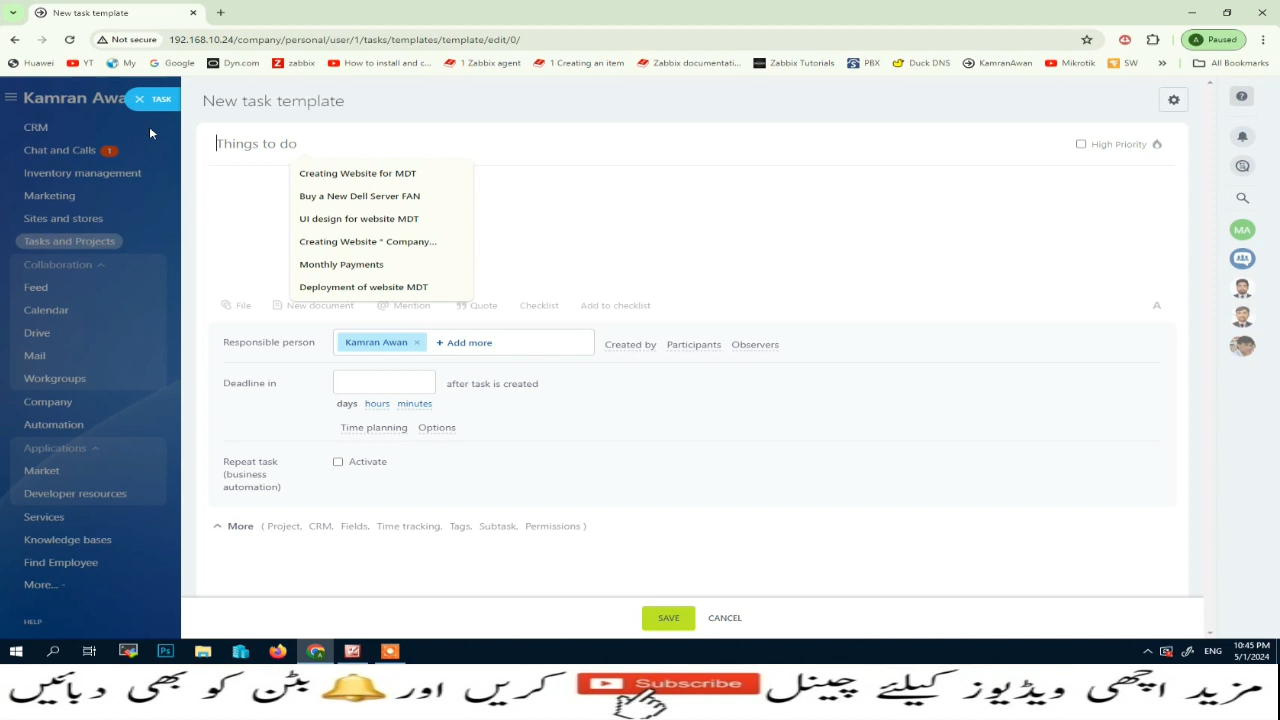 New task template
Not secure 192.168.10.24/company/personal/user/1/tasks/templates/template/edit/0/ A Paused
Huawei YT My Google Dyn.com zabbix How to install and c... 1 Zabbix agent 1 Creating an item Zabbix documentati... Zabbix Tutorials PBX Duck DNS KamranAwan Mikrotik SW » All Bookmarks
Kamran Awa
TASK
CRM
Chat and Calls 1
Inventory management
Marketing
Sites and stores
Tasks and Projects
Collaboration
Feed
Calendar
Drive
Mail
Workgroups
Company
Automation
Applications
Market
Developer resources
Services
Knowledge bases
Find Employee
More... -
HELP
New task template
Things to do
High Priority
Creating Website for MDT
Buy a New Dell Server FAN
UI design for website MDT
Creating Website * Company...
Monthly Payments
Deployment of website MDT
File New document @ Mention Quote Checklist Add to checklist A
Responsible person Kamran Awan × + Add more Created by Participants Observers
Deadline in after task is created
days hours minutes
Time planning Options
Repeat task (business automation) Activate
More ( Project, CRM, Fields, Time tracking, Tags, Subtask, Permissions )
SAVE CANCEL
MA
Ps ENG
10:45 PM
5/1/2024
مزید اچھی ویڈیوز کیلئے چینل Subscribe کریں اور بٹن کو بھی دبائیں